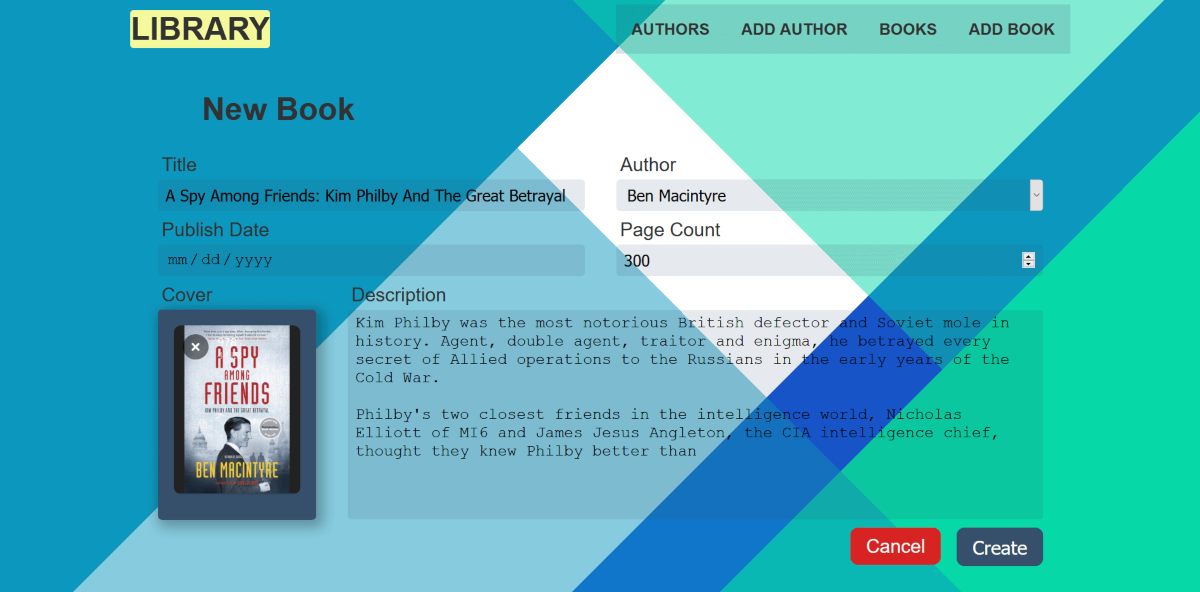 LIBRARY
AUTHORS ADD AUTHOR BOOKS ADD BOOK
New Book
Title
A Spy Among Friends: Kim Philby And The Great Betrayal
Author
Ben Macintyre
Publish Date
mm / dd / yyyy
Page Count
300
Cover
A SPY
AMONG
FRIENDS
KIM PHILBY AND THE GREAT BETRAYAL
BEN MACINTYRE
Description
Kim Philby was the most notorious British defector and Soviet mole in
history. Agent, double agent, traitor and enigma, he betrayed every
secret of Allied operations to the Russians in the early years of the
Cold War.
Philby's two closest friends in the intelligence world, Nicholas
Elliott of MI6 and James Jesus Angleton, the CIA intelligence chief,
thought they knew Philby better than
Cancel Create